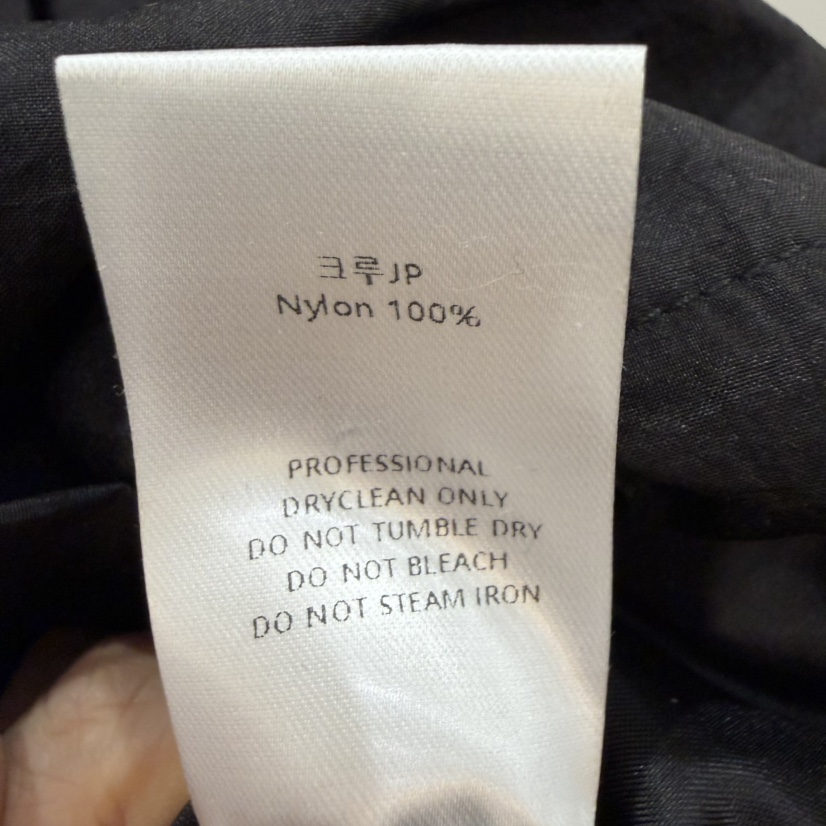 크루JP
Nylon 100%
PROFESSIONAL
DRYCLEAN ONLY
DO NOT TUMBLE DRY
DO NOT BLEACH
DO NOT STEAM IRON